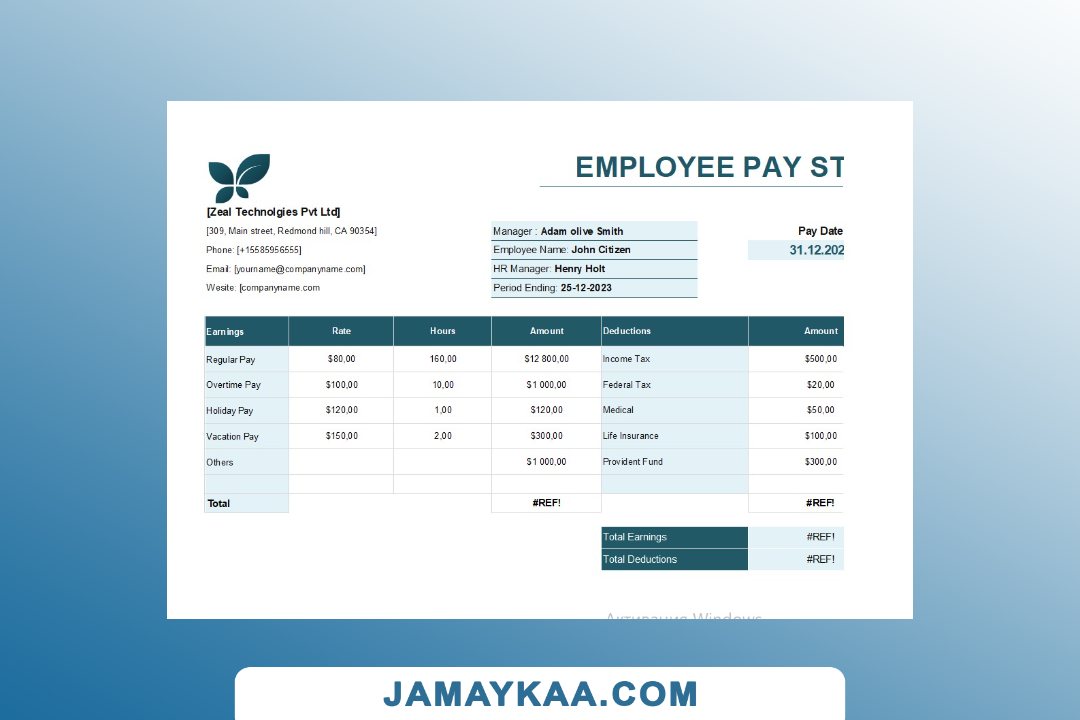 EMPLOYEE PAY ST
[Zeal Technolgies Pvt Ltd]
[309, Main street, Redmond hill, CA 90354]
Phone: [+15585956555]
Email: [yourname@companyname.com]
Wesite: [companyname.com
Manager : Adam olive Smith
Employee Name: John Citizen
HR Manager: Henry Holt
Period Ending: 25-12-2023
Pay Date
31.12.202
Earnings Rate Hours Amount Deductions Amount
Regular Pay $80,00 160,00 $12 800,00 Income Tax $500,00
Overtime Pay $100,00 10,00 $1 000,00 Federal Tax $20,00
Holiday Pay $120,00 1,00 $120,00 Medical $50,00
Vacation Pay $150,00 2,00 $300,00 Life Insurance $100,00
Others $1 000,00 Provident Fund $300,00
Total #REF! #REF!
Total Earnings #REF!
Total Deductions #REF!
Активация Windows
JAMAYKAA.COM